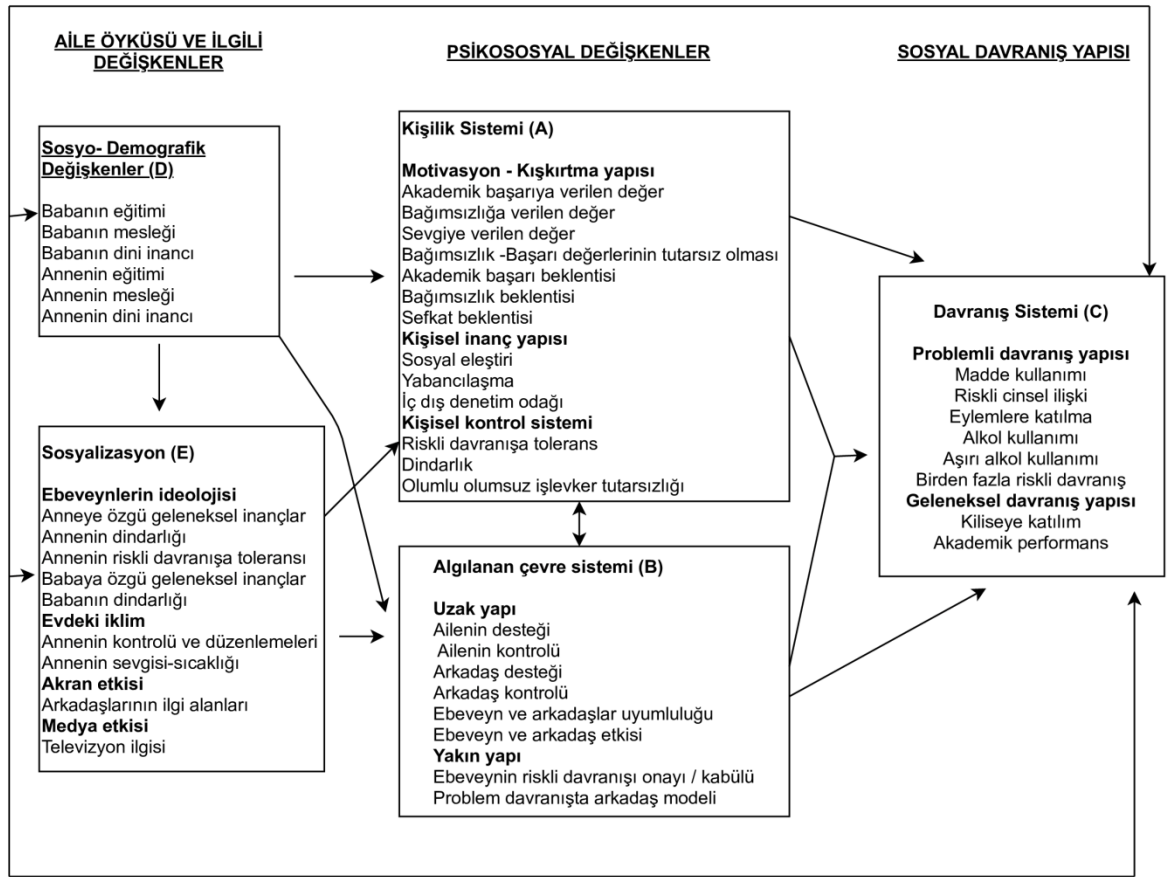 AİLE ÖYKÜSÜ VE İLGİLİ
DEĞİŞKENLER
PSİKOSOSYAL DEĞİŞKENLER
SOSYAL DAVRANIŞ YAPISI
Sosyo- Demografik
Değişkenler (D)
Babanın eğitimi
Babanın mesleği
Babanın dini inancı
Annenin eğitimi
Annenin mesleği
Annenin dini inancı
Sosyalizasyon (E)
Ebeveynlerin ideolojisi
Anneye özgü geleneksel inançlar
Annenin dindarlığı
Annenin riskli davranışa toleransı
Babaya özgü geleneksel inançlar
Babanın dindarlığı
Evdeki iklim
Annenin kontrolü ve düzenlemeleri
Annenin sevgisi-sıcaklığı
Akran etkisi
Arkadaşlarının ilgi alanları
Medya etkisi
Televizyon ilgisi
Kişilik Sistemi (A)
Motivasyon - Kışkırtma yapısı
Akademik başarıya verilen değer
Bağımsızlığa verilen değer
Sevgiye verilen değer
Bağımsızlık -Başarı değerlerinin tutarsız olması
Akademik başarı beklentisi
Bağımsızlık beklentisi
Sefkat beklentisi
Kişisel inanç yapısı
Sosyal eleştiri
Yabancılaşma
İç dış denetim odağı
Kişisel kontrol sistemi
Riskli davranışa tolerans
Dindarlık
Olumlu olumsuz işlevker tutarsızlığı
Algılanan çevre sistemi (B)
Uzak yapı
Ailenin desteği
Ailenin kontrolü
Arkadaş desteği
Arkadaş kontrolü
Ebeveyn ve arkadaşlar uyumluluğu
Ebeveyn ve arkadaş etkisi
Yakın yapı
Ebeveynin riskli davranışı onayı / kabülü
Problem davranışta arkadaş modeli
Davranış Sistemi (C)
Problemli davranış yapısı
Madde kullanımı
Riskli cinsel ilişki
Eylemlere katılma
Alkol kullanımı
Aşırı alkol kullanımı
Birden fazla riskli davranış
Geleneksel davranış yapısı
Kiliseye katılım
Akademik performans